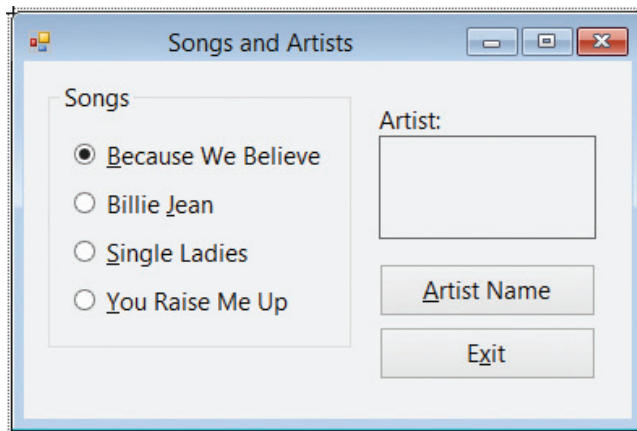 Songs and Artists
Songs
Because We Believe
Billie Jean
Single Ladies
You Raise Me Up
Artist:
Artist Name
Exit